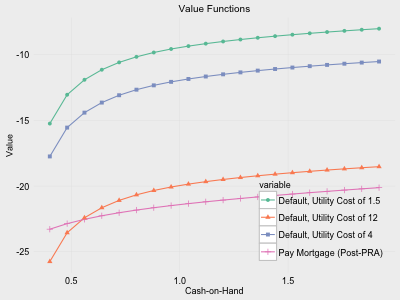 Value Functions
-10
-15
-20
-25
Value
0.5
1.0
1.5
Cash-on-Hand
variable
Default, Utility Cost of 1.5
Default, Utility Cost of 12
Default, Utility Cost of 4
Pay Mortgage (Post-PRA)